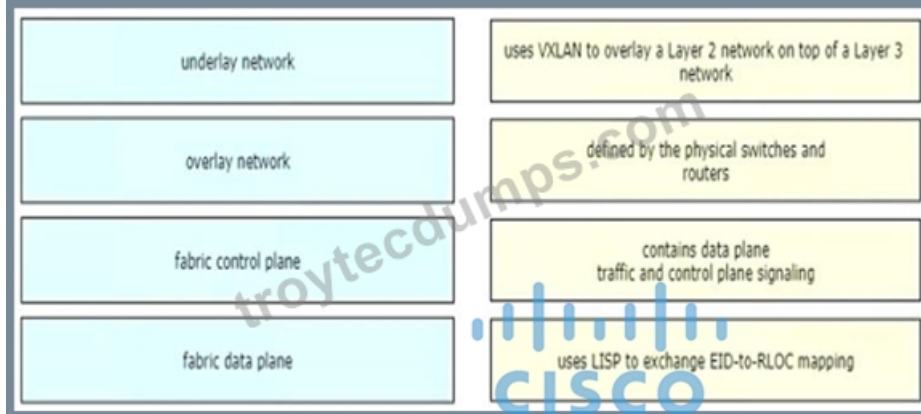 underlay network
uses VXLAN to overlay a Layer 2 network on top of a Layer 3
network
overlay network
defined by the physical switches and
routers
fabric control plane
contains data plane
traffic and control plane signaling
fabric data plane
uses LISP to exchange EID-to-RLOC mapping
troytecdumps.com
CISCO